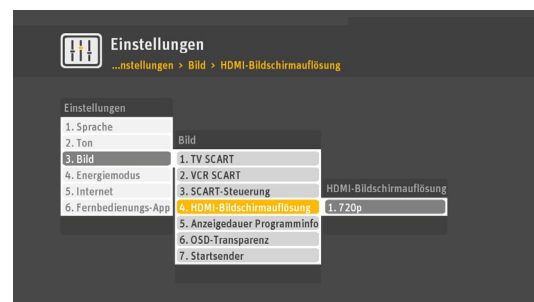 Einstellungen
...nstellungen > Bild > HDMI-Bildschirmauflösung
Einstellungen
1. Sprache
2. Ton
3. Bild
4. Energiemodus
5. Internet
6. Fernbedienungs-App
Bild
1. TV SCART
2. VCR SCART
3. SCART-Steuerung
4. HDMI-Bildschirmauflösung
5. Anzeigedauer Programminfo
6. OSD-Transparenz
7. Startsender
HDMI-Bildschirmauflösung
1. 720p